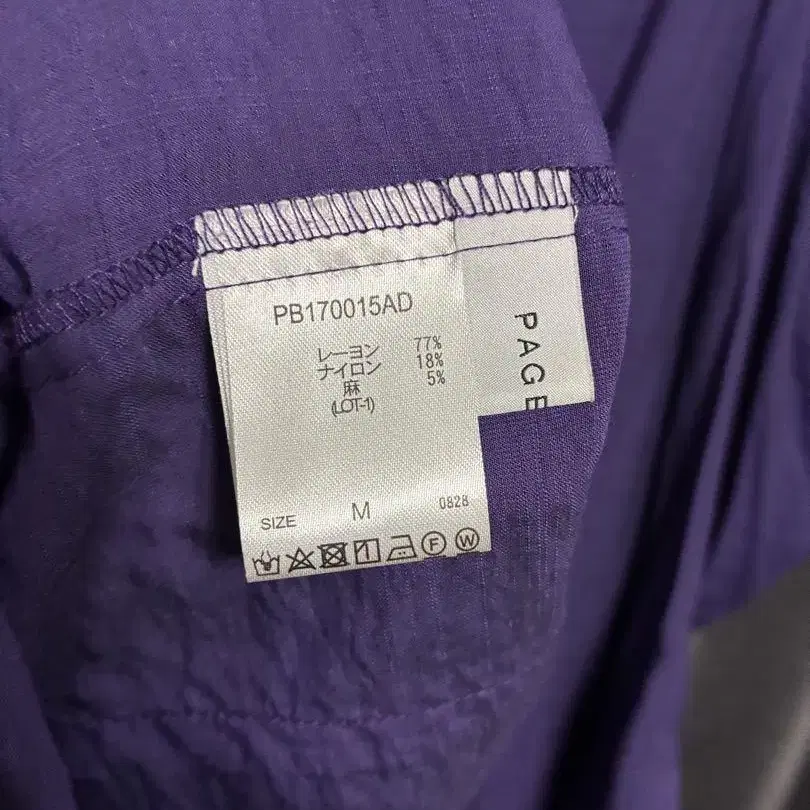 PB170015AD
レーヨン 77%
ナイロン 18%
麻 5%
(LOT-1)
SIZE M 0828
F W
PAGE